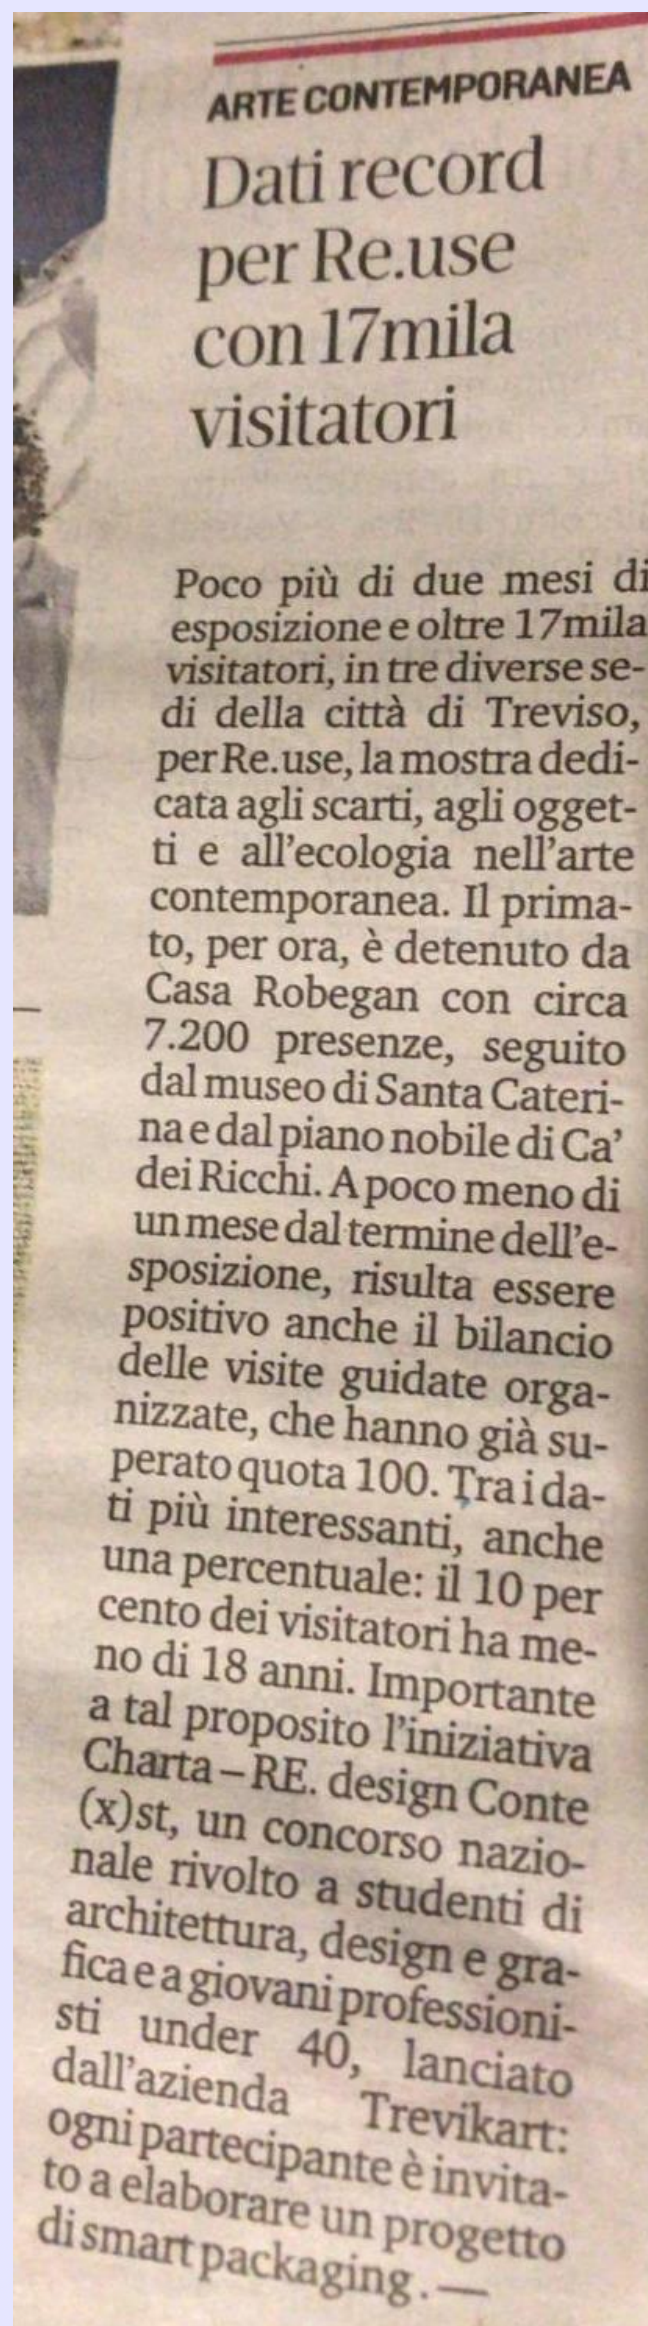 ARTE CONTEMPORANEA
Dati record
per Re.use
con 17mila
visitatori
Poco più di due mesi di
esposizione e oltre 17mila
visitatori, in tre diverse se-
di della città di Treviso,
per Re.use, la mostra dedi-
cata agli scarti, agli ogget-
ti e all'ecologia nell'arte
contemporanea. Il prima-
to, per ora, è detenuto da
Casa Robegan con circa
7.200 presenze, seguito
dal museo di Santa Cateri-
na e dal piano nobile di Ca'
dei Ricchi. A poco meno di
un mese dal termine dell'e-
sposizione, risulta essere
positivo anche il bilancio
delle visite guidate orga-
nizzate, che hanno già su-
perato quota 100. Tra i da-
ti più interessanti, anche
una percentuale: il 10 per
cento dei visitatori ha me-
no di 18 anni. Importante
a tal proposito l'iniziativa
Charta – RE. design Conte
(x)st, un concorso nazio-
nale rivolto a studenti di
architettura, design e gra-
fica e a giovani professioni-
sti under 40, lanciato
dall'azienda Trevikart:
ogni partecipante è invita-
to a elaborare un progetto
di smart packaging. —